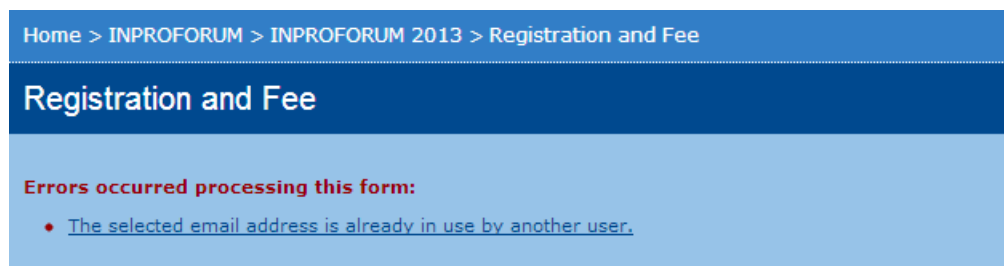 Home > INPROFORUM > INPROFORUM 2013 > Registration and Fee
Registration and Fee
Errors occurred processing this form:
• The selected email address is already in use by another user.